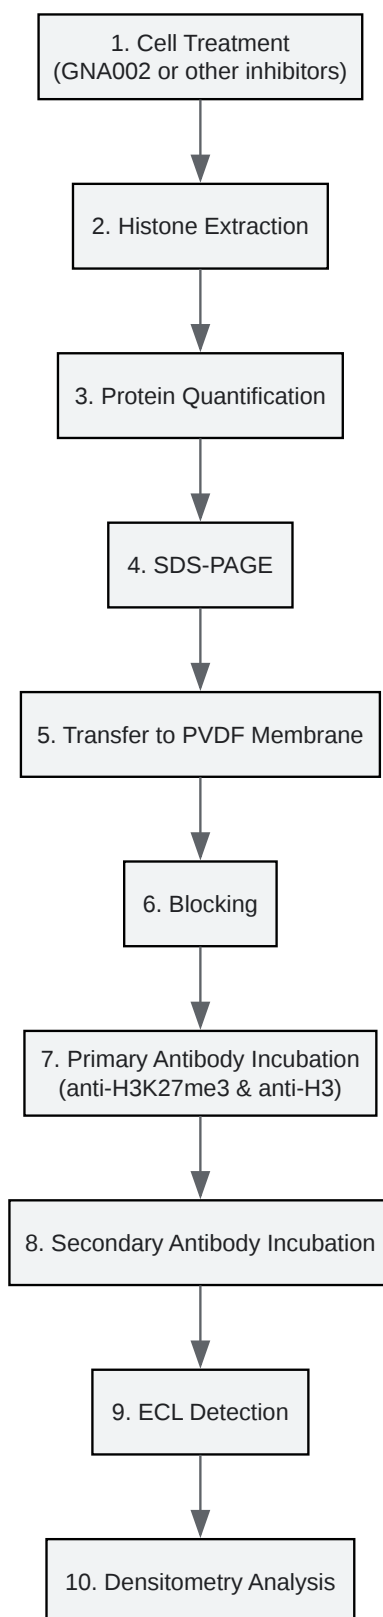 1. Cell Treatment
(GNA002 or other inhibitors)
2. Histone Extraction
3. Protein Quantification
4. SDS-PAGE
5. Transfer to PVDF Membrane
6. Blocking
7. Primary Antibody Incubation
(anti-H3K27me3 & anti-H3)
8. Secondary Antibody Incubation
9. ECL Detection
10. Densitometry Analysis